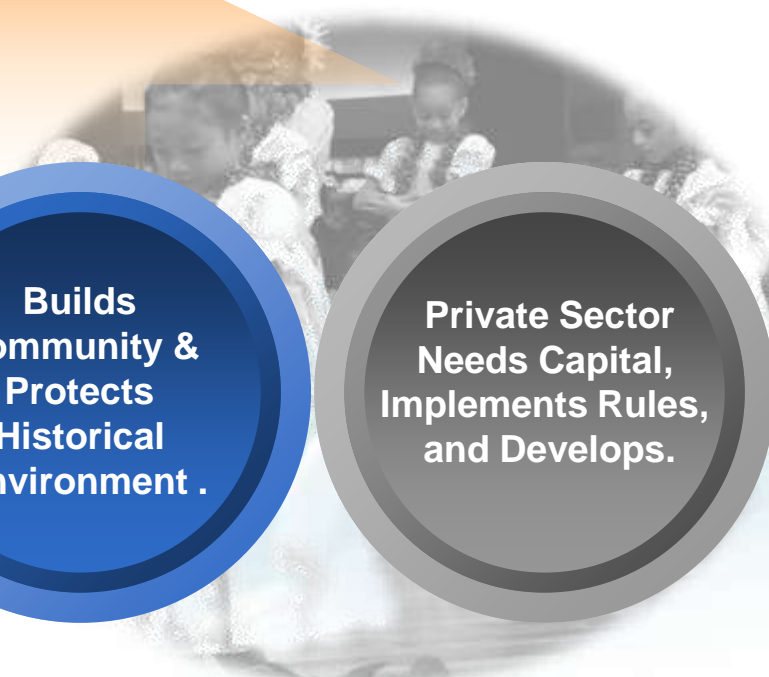 Builds
ommunity &
Protects
Historical
nvironment .
Private Sector
Needs Capital,
Implements Rules,
and Develops.